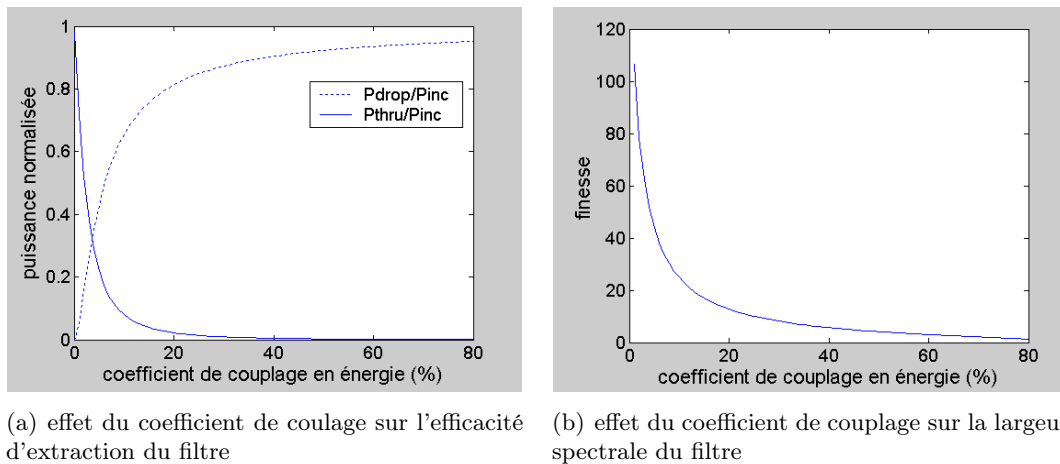 1
0.8
0.6
0.4
0.2
0
puissance normalisée
Pdrop/Pinc
Pthru/Pinc
0 20 40 60 80
coefficient de couplage en énergie (%)
120
100
80
60
40
20
0
finesse
0 20 40 60 80
coefficient de couplage en énergie (%)
(a) effet du coefficient de coulage sur l'efficacité
d'extraction du filtre
(b) effet du coefficient de couplage sur la largeu
spectrale du filtre